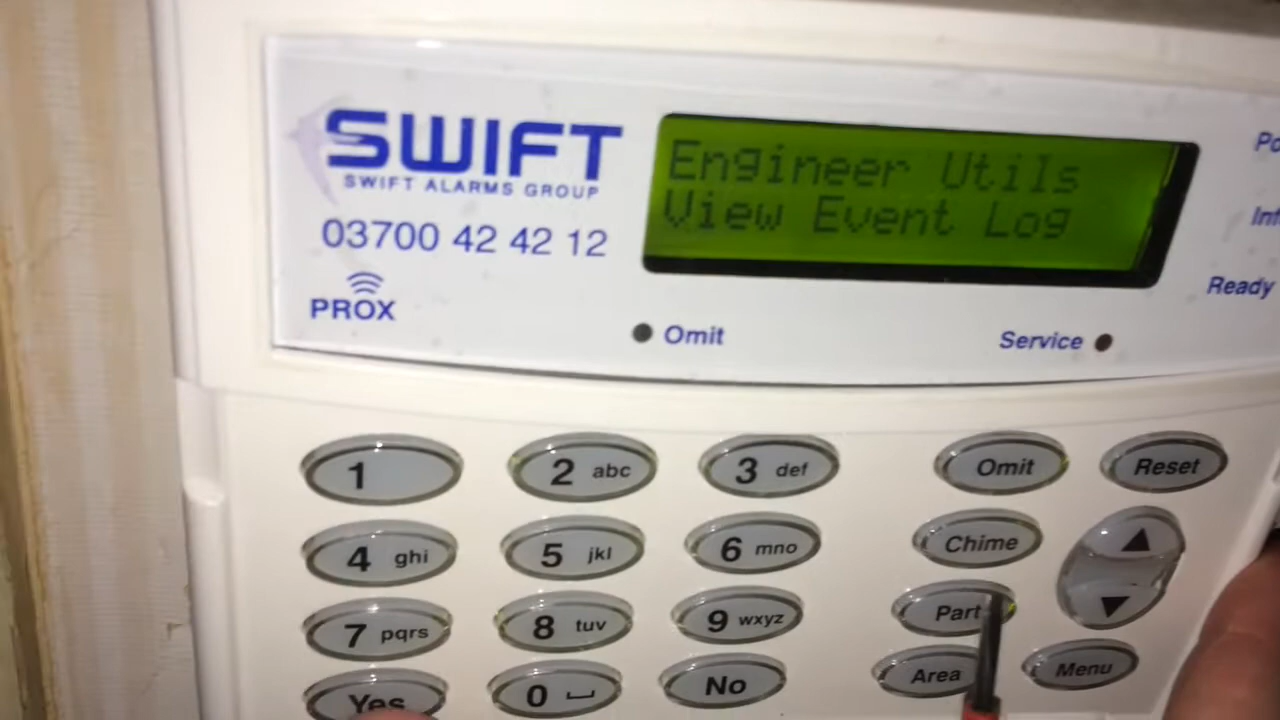 SWIFT
SWIFT ALARMS GROUP
03700 42 42 12
PROX
Engineer Utils
View Event Log
Omit
Service
Ready
1
2 abc
3 def
Omit
Reset
4 ghi
5 jkl
6 mno
Chime
7 pqrs
8 tuv
9 wxyz
Part
Yes
0
No
Area
Menu